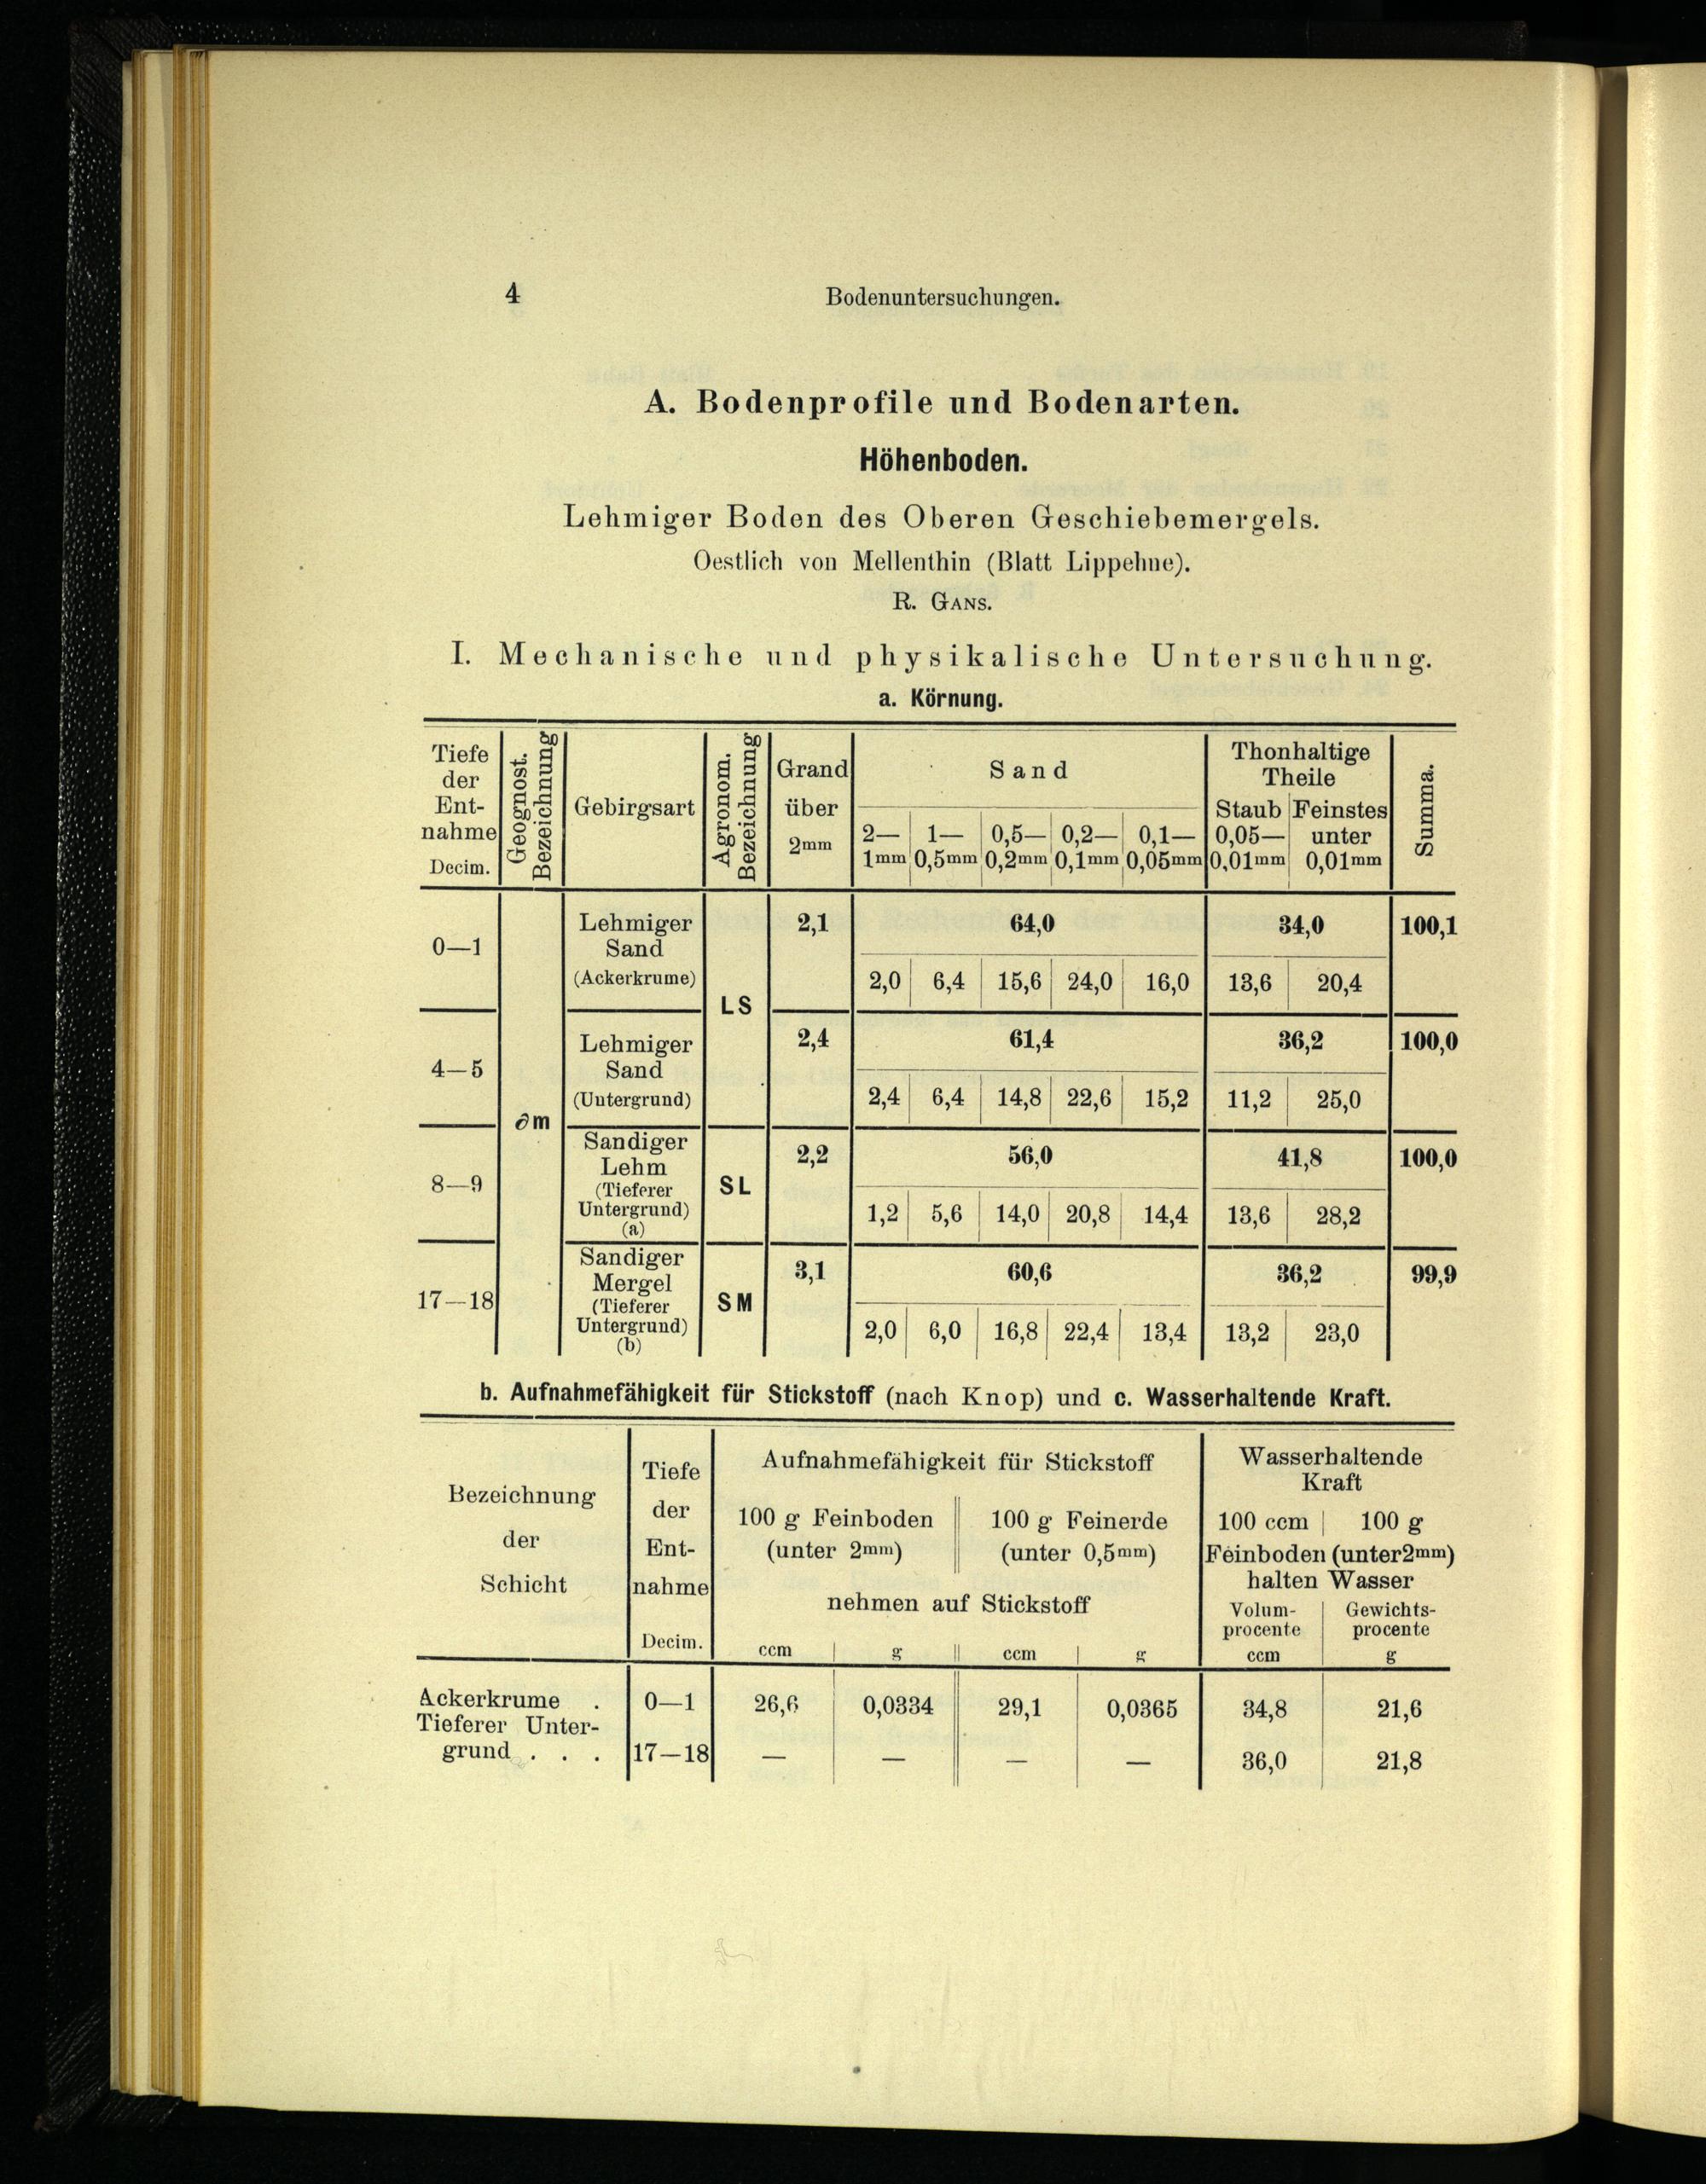 4 Bodenuntersuchungen.
A. Bodenprofile und Bodenarten.
Höhenboden.
Lehmiger Boden des Oberen Geschiebemergels.
Oestlich von Mellenthin (Blatt Lippehne).
R. GANS.
I. Mechanische und physikalische Untersuchung.
a. Körnung.
Tiefe der Ent-nahme Decim. | Geognost. Bezeichnung | Gebirgsart | Agronom. Bezeichnung | Grand über 2mm | Sand | Thonhaltige Theile | Summa.
2—1mm | 1—0,5mm | 0,5—0,2mm | 0,2—0,1mm | 0,1—0,05mm | Staub 0,05—0,01mm | Feinstes unter 0,01mm
0—1 | ∂m | Lehmiger Sand (Ackerkrume) | LS | 2,1 | 64,0 | 34,0 | 100,1
2,0 | 6,4 | 15,6 | 24,0 | 16,0 | 13,6 | 20,4
4—5 | Lehmiger Sand (Untergrund) | 2,4 | 61,4 | 36,2 | 100,0
2,4 | 6,4 | 14,8 | 22,6 | 15,2 | 11,2 | 25,0
8—9 | Sandiger Lehm (Tieferer Untergrund) (a) | SL | 2,2 | 56,0 | 41,8 | 100,0
1,2 | 5,6 | 14,0 | 20,8 | 14,4 | 13,6 | 28,2
17—18 | Sandiger Mergel (Tieferer Untergrund) (b) | SM | 3,1 | 60,6 | 36,2 | 99,9
2,0 | 6,0 | 16,8 | 22,4 | 13,4 | 13,2 | 23,0
b. Aufnahmefähigkeit für Stickstoff (nach Knop) und c. Wasserhaltende Kraft.
Bezeichnung der Schicht | Tiefe der Ent-nahme Decim. | Aufnahmefähigkeit für Stickstoff | Wasserhaltende Kraft
100 g Feinboden (unter 2mm) | 100 g Feinerde (unter 0,5mm) | 100 ccm | 100 g
nehmen auf Stickstoff | Feinboden (unter 2mm) halten Wasser
Volum-procente | Gewichts-procente
ccm | g | ccm | g | ccm | g
Ackerkrume . | 0—1 | 26,6 | 0,0334 | 29,1 | 0,0365 | 34,8 | 21,6
Tieferer Unter-
grund . . . | 17—18 | — | — | — | — | 36,0 | 21,8